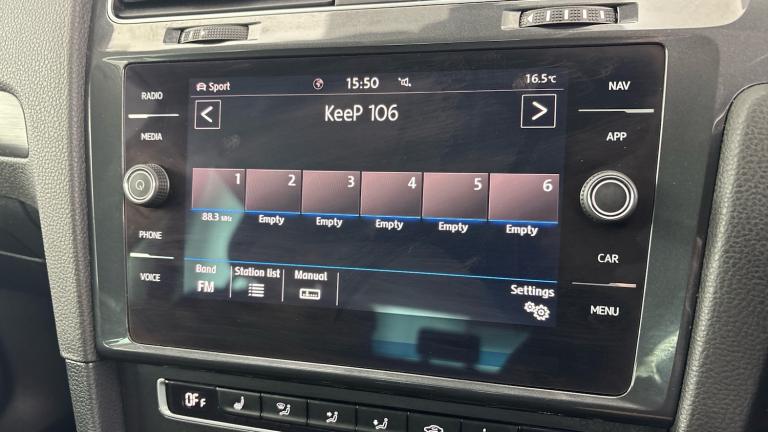 Sport 15:50 16.5°C
RADIO
MEDIA
PHONE
VOICE
KeeP 106
1 2 3 4 5 6
88.3 MHz Empty Empty Empty Empty Empty
Band Station list Manual Settings
FM
NAV
APP
CAR
MENU
OFF